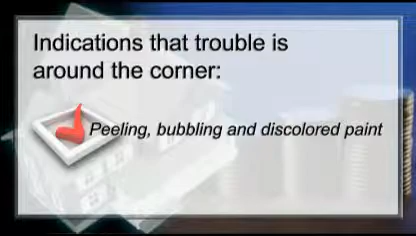 Indications that trouble is
around the corner:
Peeling, bubbling and discolored paint